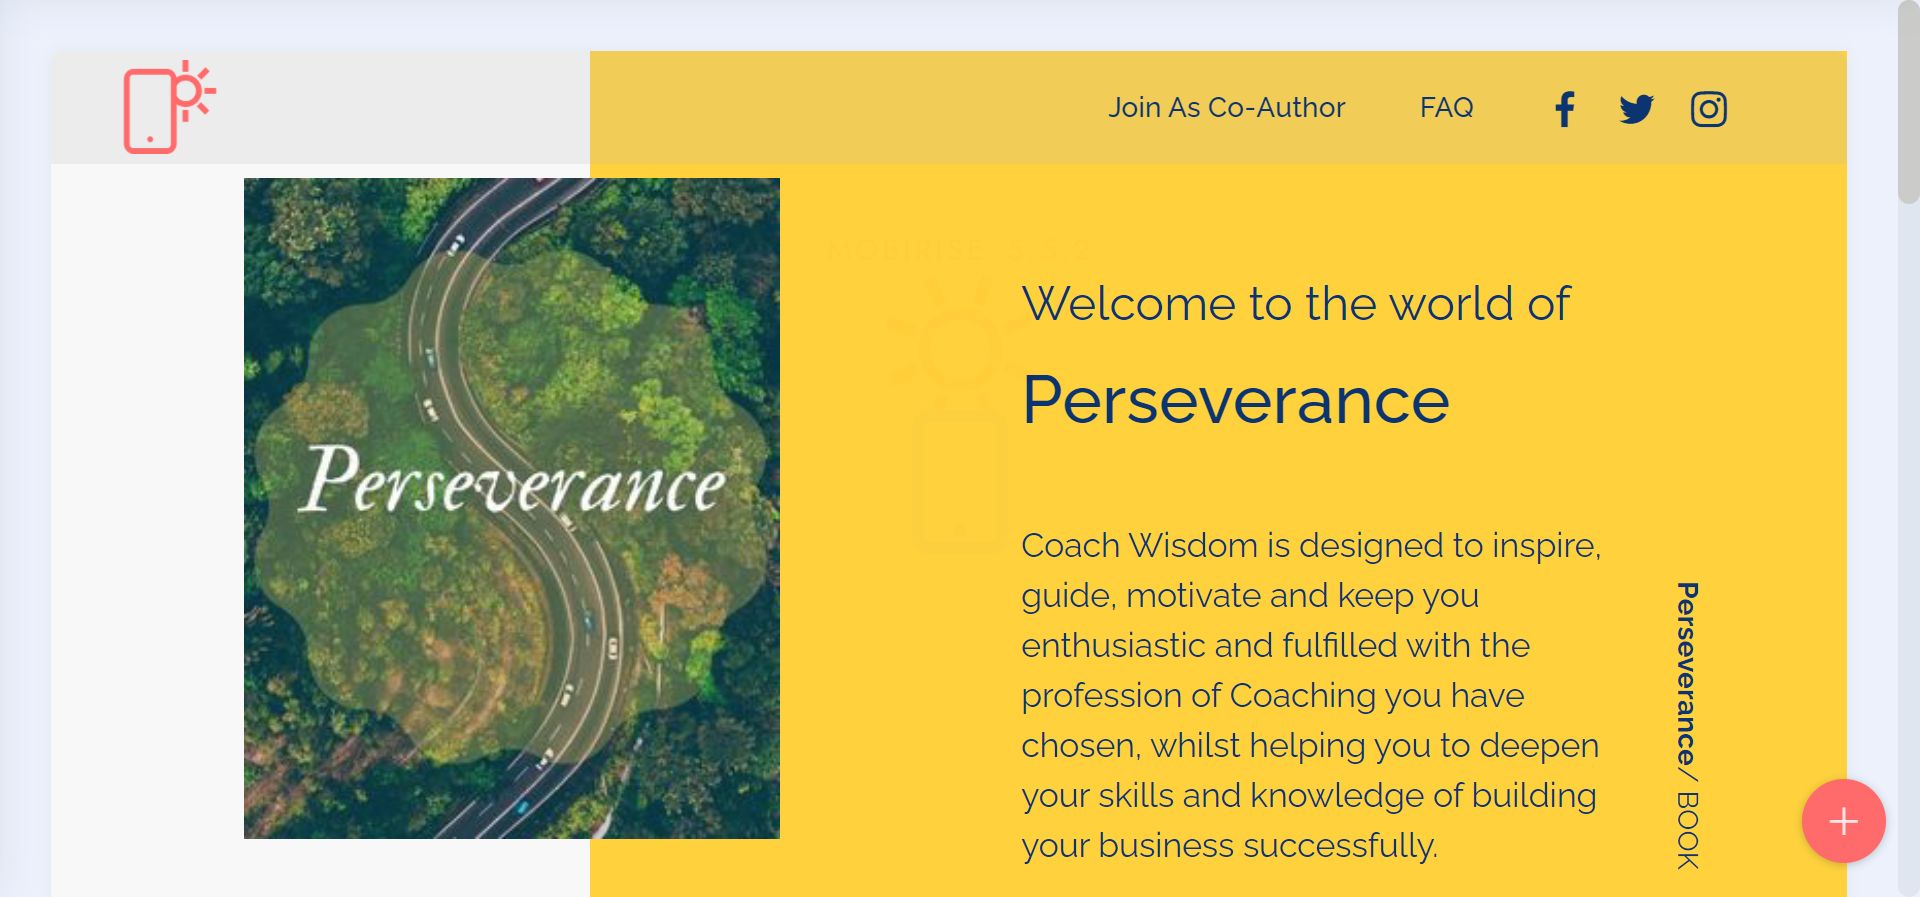 Join As Co-Author
FAQ
MOBIRISE 5.5.2
Welcome to the world of
Perseverance
Perseverance
Coach Wisdom is designed to inspire,
guide, motivate and keep you
enthusiastic and fulfilled with the
profession of Coaching you have
chosen, whilst helping you to deepen
your skills and knowledge of building
your business successfully.
Perseverance/ BOOK